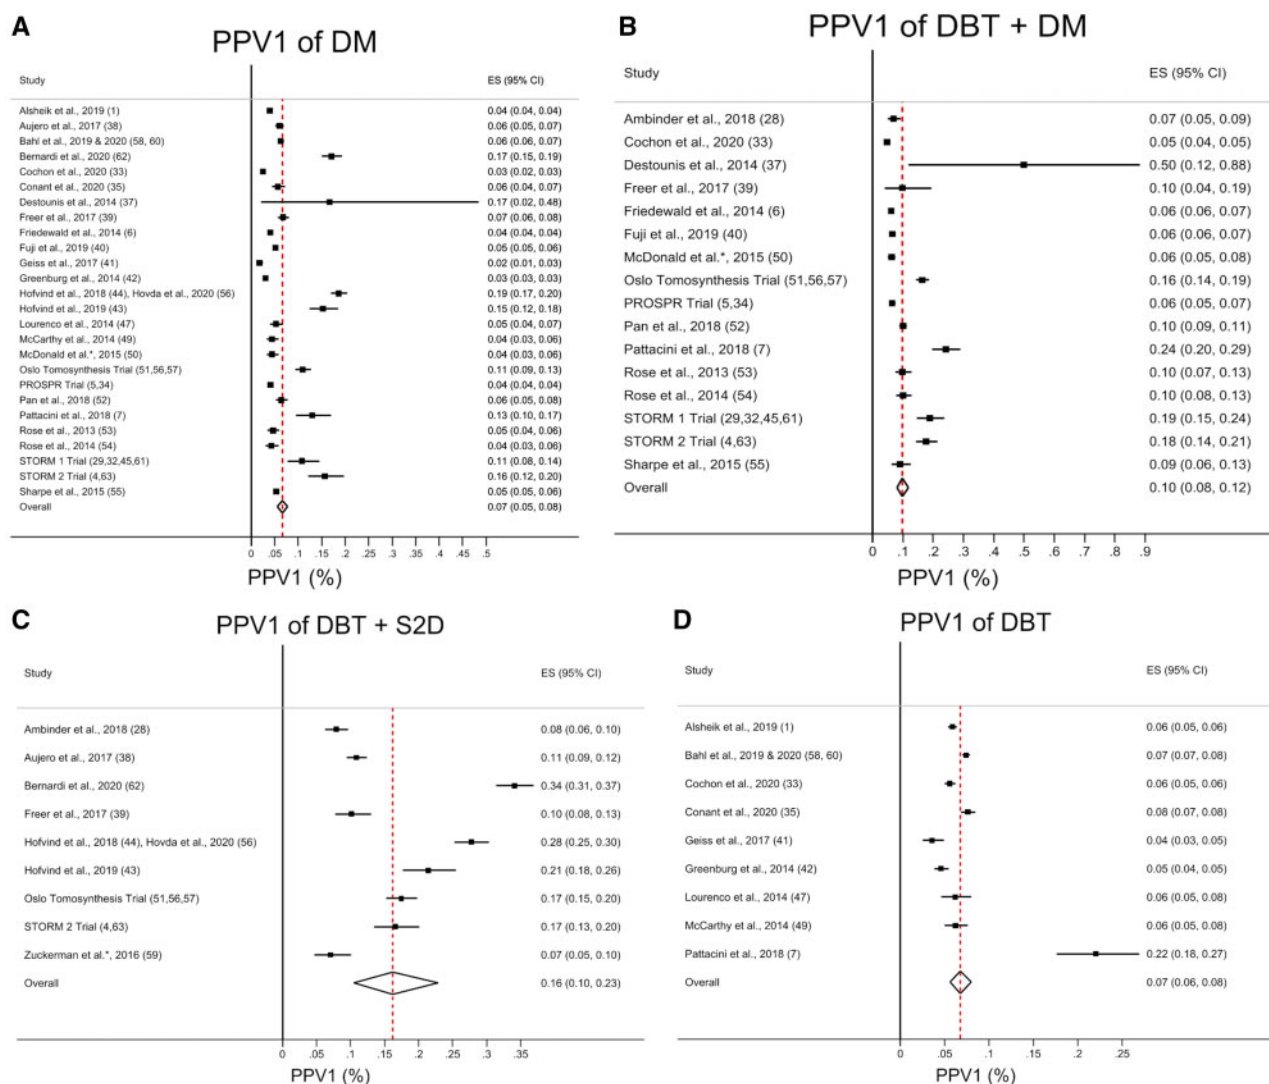 A
PPV1 of DM
Study ES (95% CI)
Alsheik et al., 2019 (1) 0.04 (0.04, 0.04)
Aujero et al., 2017 (38) 0.06 (0.05, 0.07)
Bahl et al., 2019 & 2020 (58, 60) 0.06 (0.06, 0.07)
Bernardi et al., 2020 (62) 0.17 (0.15, 0.19)
Cochon et al., 2020 (33) 0.03 (0.02, 0.03)
Conant et al., 2020 (35) 0.06 (0.04, 0.07)
Destounis et al., 2014 (37) 0.17 (0.02, 0.48)
Freer et al., 2017 (39) 0.07 (0.06, 0.08)
Friedewald et al., 2014 (6) 0.04 (0.04, 0.04)
Fuji et al., 2019 (40) 0.05 (0.05, 0.06)
Geiss et al., 2017 (41) 0.02 (0.01, 0.03)
Greenburg et al., 2014 (42) 0.03 (0.03, 0.03)
Hofvind et al., 2018 (44), Hovda et al., 2020 (56) 0.19 (0.17, 0.20)
Hofvind et al., 2019 (43) 0.15 (0.12, 0.18)
Lourenco et al., 2014 (47) 0.05 (0.04, 0.07)
McCarthy et al., 2014 (49) 0.04 (0.03, 0.06)
McDonald et al.*, 2015 (50) 0.04 (0.03, 0.06)
Oslo Tomosynthesis Trial (51,56,57) 0.11 (0.09, 0.13)
PROSPR Trial (5,34) 0.04 (0.04, 0.04)
Pan et al., 2018 (52) 0.06 (0.05, 0.08)
Pattacini et al., 2018 (7) 0.13 (0.10, 0.17)
Rose et al., 2013 (53) 0.05 (0.04, 0.06)
Rose et al., 2014 (54) 0.04 (0.03, 0.06)
STORM 1 Trial (29,32,45,61) 0.11 (0.08, 0.14)
STORM 2 Trial (4,63) 0.16 (0.12, 0.20)
Sharpe et al., 2015 (55) 0.05 (0.05, 0.06)
Overall 0.07 (0.05, 0.08)
0 .05 .1 .15 .2 .25 .3 .35 .4 .45 .5
PPV1 (%)
B
PPV1 of DBT + DM
Study ES (95% CI)
Ambinder et al., 2018 (28) 0.07 (0.05, 0.09)
Cochon et al., 2020 (33) 0.05 (0.04, 0.05)
Destounis et al., 2014 (37) 0.50 (0.12, 0.88)
Freer et al., 2017 (39) 0.10 (0.04, 0.19)
Friedewald et al., 2014 (6) 0.06 (0.06, 0.07)
Fuji et al., 2019 (40) 0.06 (0.06, 0.07)
McDonald et al.*, 2015 (50) 0.06 (0.05, 0.08)
Oslo Tomosynthesis Trial (51,56,57) 0.16 (0.14, 0.19)
PROSPR Trial (5,34) 0.06 (0.05, 0.07)
Pan et al., 2018 (52) 0.10 (0.09, 0.11)
Pattacini et al., 2018 (7) 0.24 (0.20, 0.29)
Rose et al., 2013 (53) 0.10 (0.07, 0.13)
Rose et al., 2014 (54) 0.10 (0.08, 0.13)
STORM 1 Trial (29,32,45,61) 0.19 (0.15, 0.24)
STORM 2 Trial (4,63) 0.18 (0.14, 0.21)
Sharpe et al., 2015 (55) 0.09 (0.06, 0.13)
Overall 0.10 (0.08, 0.12)
0 .1 .2 .3 .4 .5 .6 .7 .8 .9
PPV1 (%)
C
PPV1 of DBT + S2D
Study ES (95% CI)
Ambinder et al., 2018 (28) 0.08 (0.06, 0.10)
Aujero et al., 2017 (38) 0.11 (0.09, 0.12)
Bernardi et al., 2020 (62) 0.34 (0.31, 0.37)
Freer et al., 2017 (39) 0.10 (0.08, 0.13)
Hofvind et al., 2018 (44), Hovda et al., 2020 (56) 0.28 (0.25, 0.30)
Hofvind et al., 2019 (43) 0.21 (0.18, 0.26)
Oslo Tomosynthesis Trial (51,56,57) 0.17 (0.15, 0.20)
STORM 2 Trial (4,63) 0.17 (0.13, 0.20)
Zuckerman et al.*, 2016 (59) 0.07 (0.05, 0.10)
Overall 0.16 (0.10, 0.23)
0 .05 .1 .15 .2 .25 .3 .35
PPV1 (%)
D
PPV1 of DBT
Study ES (95% CI)
Alsheik et al., 2019 (1) 0.06 (0.05, 0.06)
Bahl et al., 2019 & 2020 (58, 60) 0.07 (0.07, 0.08)
Cochon et al., 2020 (33) 0.06 (0.05, 0.06)
Conant et al., 2020 (35) 0.08 (0.07, 0.08)
Geiss et al., 2017 (41) 0.04 (0.03, 0.05)
Greenburg et al., 2014 (42) 0.05 (0.04, 0.05)
Lourenco et al., 2014 (47) 0.06 (0.05, 0.08)
McCarthy et al., 2014 (49) 0.06 (0.05, 0.08)
Pattacini et al., 2018 (7) 0.22 (0.18, 0.27)
Overall 0.07 (0.06, 0.08)
0 .05 .1 .15 .2 .25
PPV1 (%)